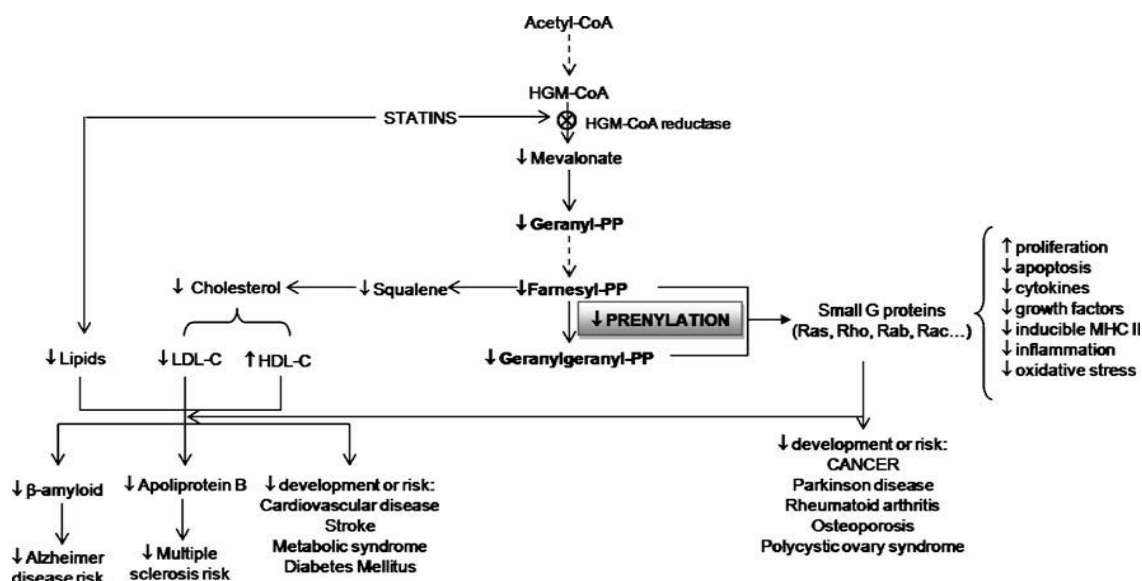 Acetyl-CoA
HGM-CoA
STATINS
HGM-CoA reductase
↓ Mevalonate
↓ Geranyl-PP
↓ Cholesterol
↓ Squalene
↓Farnesyl-PP
↓ PRENYLATION
↓ Geranylgeranyl-PP
Small G proteins
(Ras, Rho, Rab, Rac...)
↑ proliferation
↓ apoptosis
↓ cytokines
↓ growth factors
↓ inducible MHC II
↓ inflammation
↓ oxidative stress
↓ Lipids
↓ LDL-C
↑ HDL-C
↓ β-amyloid
↓ Apoliprotein B
↓ development or risk:
Cardiovascular disease
Stroke
Metabolic syndrome
Diabetes Mellitus
↓ Alzheimer
disease risk
↓ Multiple
sclerosis risk
↓ development or risk:
CANCER
Parkinson disease
Rheumatoid arthritis
Osteoporosis
Polycystic ovary syndrome